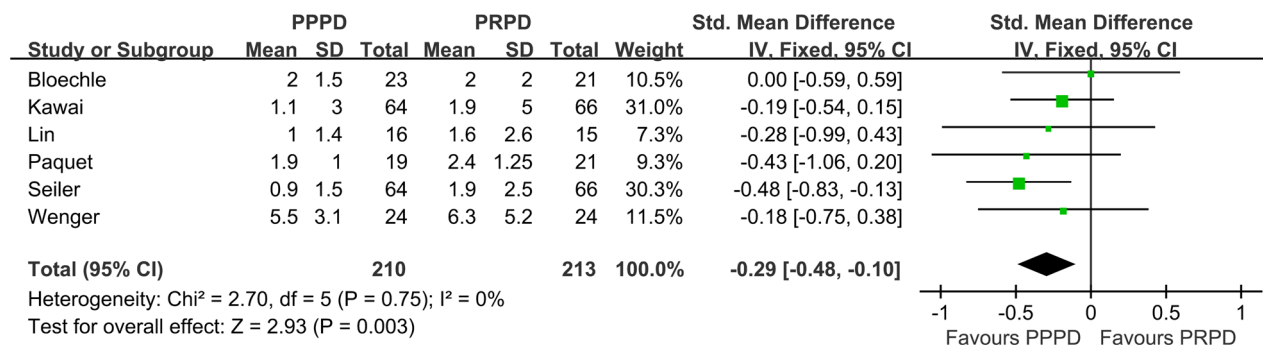 PPPD PRPD Std. Mean Difference Std. Mean Difference
Study or Subgroup Mean SD Total Mean SD Total Weight IV, Fixed, 95% CI IV, Fixed, 95% CI
Bloechle 2 1.5 23 2 2 21 10.5% 0.00 [-0.59, 0.59]
Kawai 1.1 3 64 1.9 5 66 31.0% -0.19 [-0.54, 0.15]
Lin 1 1.4 16 1.6 2.6 15 7.3% -0.28 [-0.99, 0.43]
Paquet 1.9 1 19 2.4 1.25 21 9.3% -0.43 [-1.06, 0.20]
Seiler 0.9 1.5 64 1.9 2.5 66 30.3% -0.48 [-0.83, -0.13]
Wenger 5.5 3.1 24 6.3 5.2 24 11.5% -0.18 [-0.75, 0.38]
Total (95% CI) 210 213 100.0% -0.29 [-0.48, -0.10]
Heterogeneity: Chi² = 2.70, df = 5 (P = 0.75); I² = 0%
Test for overall effect: Z = 2.93 (P = 0.003)
-1 -0.5 0 0.5 1
Favours PPPD Favours PRPD